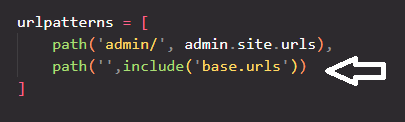 urlpatterns = [
    path('admin/', admin.site.urls),
    path('',include('base.urls'))
]